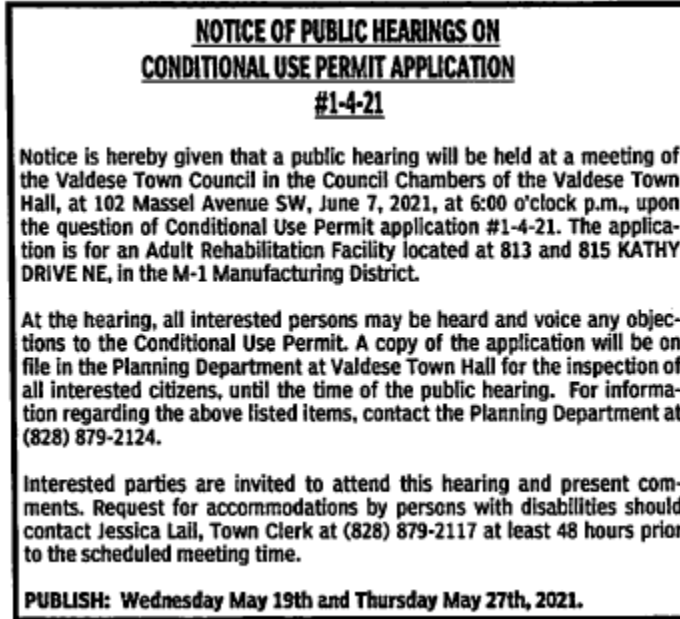 NOTICE OF PUBLIC HEARINGS ON
CONDITIONAL USE PERMIT APPLICATION
#1-4-21
Notice is hereby given that a public hearing will be held at a meeting of
the Valdese Town Council in the Council Chambers of the Valdese Town
Hall, at 102 Massel Avenue SW, June 7, 2021, at 6:00 o'clock p.m., upon
the question of Conditional Use Permit application #1-4-21. The applica-
tion is for an Adult Rehabilitation Facility located at 813 and 815 KATHY
DRIVE NE, in the M-1 Manufacturing District.
At the hearing, all interested persons may be heard and voice any objec-
tions to the Conditional Use Permit. A copy of the application will be on
file in the Planning Department at Valdese Town Hall for the inspection of
all interested citizens, until the time of the public hearing. For informa-
tion regarding the above listed items, contact the Planning Department at
(828) 879-2124.
Interested parties are invited to attend this hearing and present com-
ments. Request for accommodations by persons with disabilities should
contact Jessica Lail, Town Clerk at (828) 879-2117 at least 48 hours prior
to the scheduled meeting time.
PUBLISH: Wednesday May 19th and Thursday May 27th, 2021.